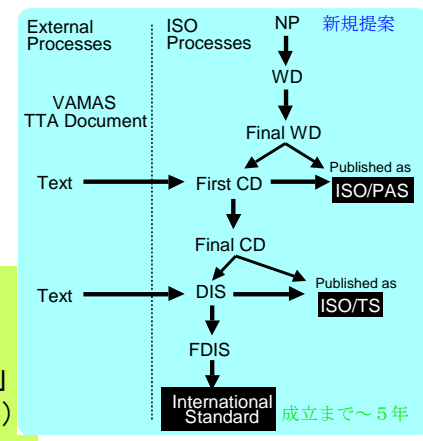 External
Processes
ISO
Processes
NP
新規提案
WD
VAMAS
TTA Document
Final WD
Published as
Text
First CD
ISO/PAS
Final CD
Published as
Text
DIS
ISO/TS
FDIS
」
)
International
Standard
成立まで～５年